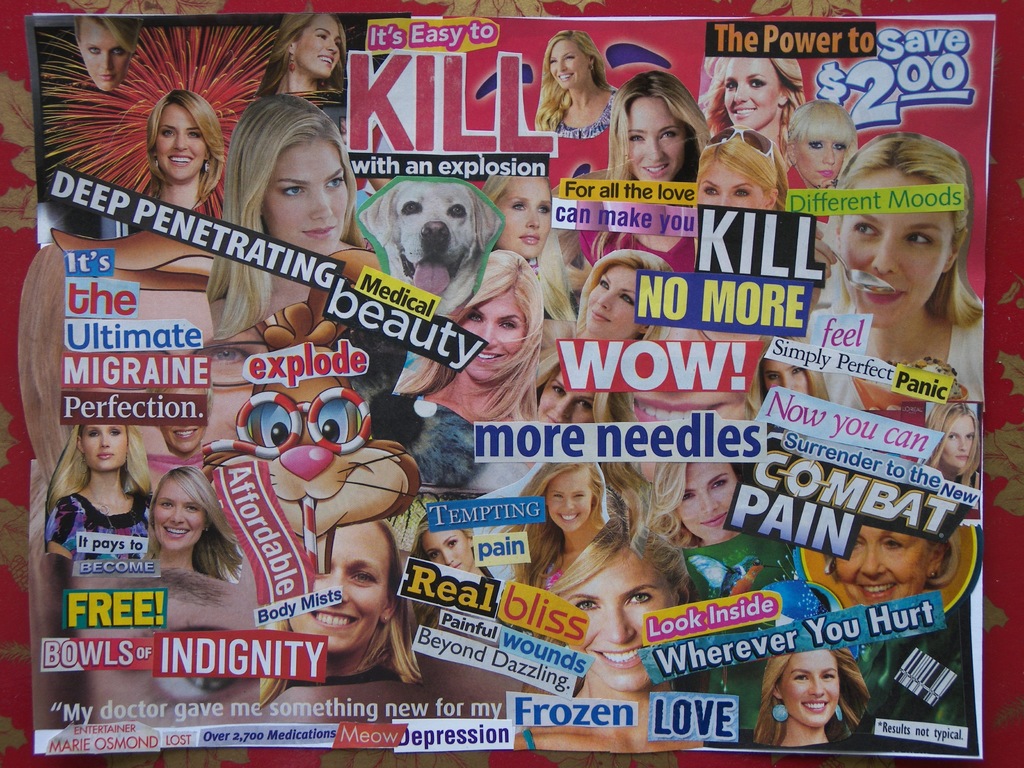 It's Easy to
KILL
with an explosion
The Power to
Save
$2.00
DEEP PENETRATING
Medical
beauty
For all the love
can make you
KILL
NO MORE
Different Moods
It's
the
Ultimate
MIGRAINE
Perfection.
explode
WOW!
feel
Simply Perfect
Panic
more needles
Now you can
Surrender to the New
COMBAT
PAIN
Affordable
Body Mists
TEMPTING
pain
It pays to
BECOME
FREE!
BOWLS OF
INDIGNITY
Real
bliss
Painful
wounds
Beyond Dazzling.
Look Inside
Wherever You Hurt
"My doctor gave me something new for my
Frozen
LOVE
ENTERTAINER
MARIE OSMOND
LOST
Over 2,700 Medications
Meow
Depression
*Results not typical.